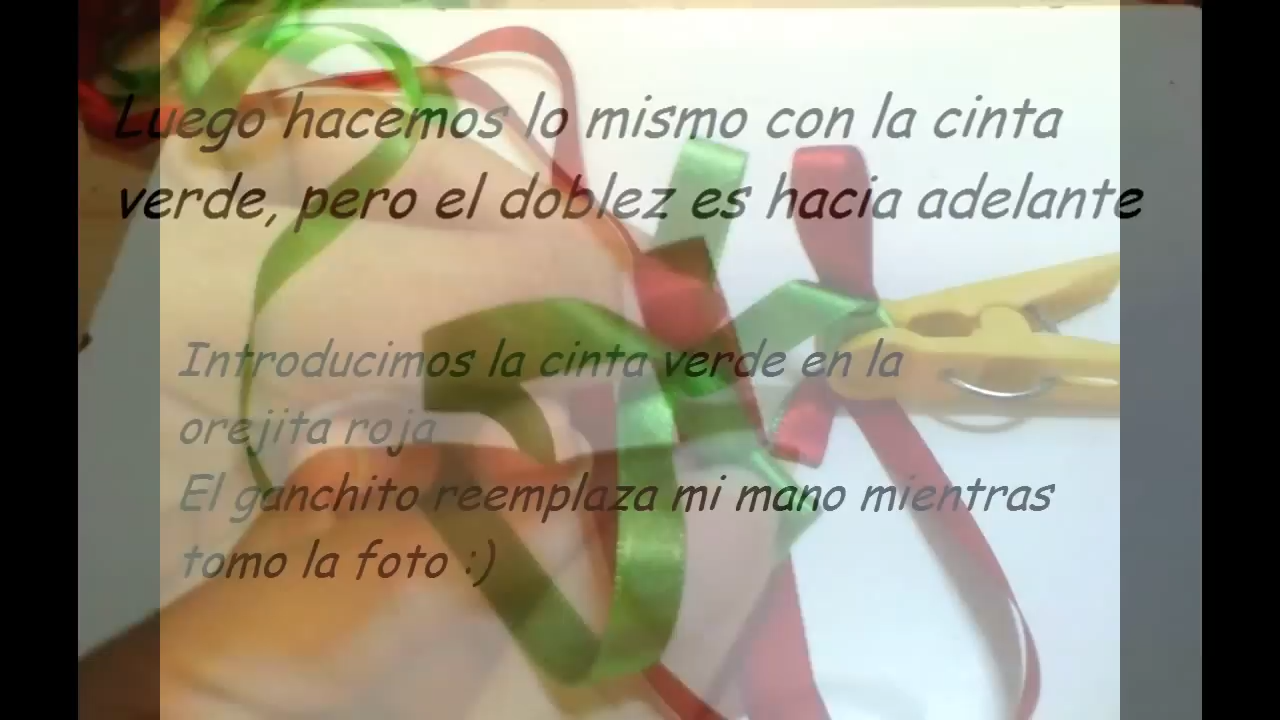 Luego hacemos lo mismo con la cinta
verde, pero el doblez es hacia adelante
Introducimos la cinta verde en la
orejita roja
El ganchito reemplaza mi mano mientras
tomo la foto :)